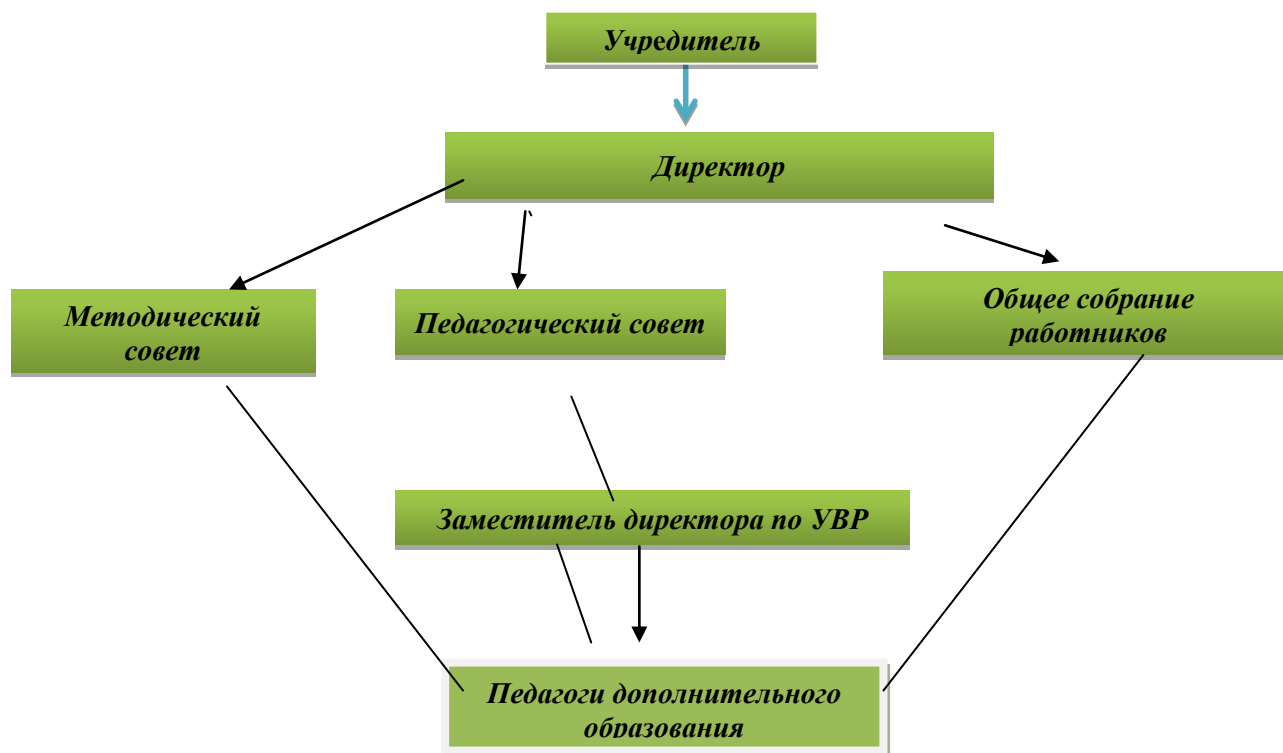 Учредитель
Директор
Методический
совет
Педагогический совет
Общее собрание
работников
Заместитель директора по УВР
Педагоги дополнительного
образования